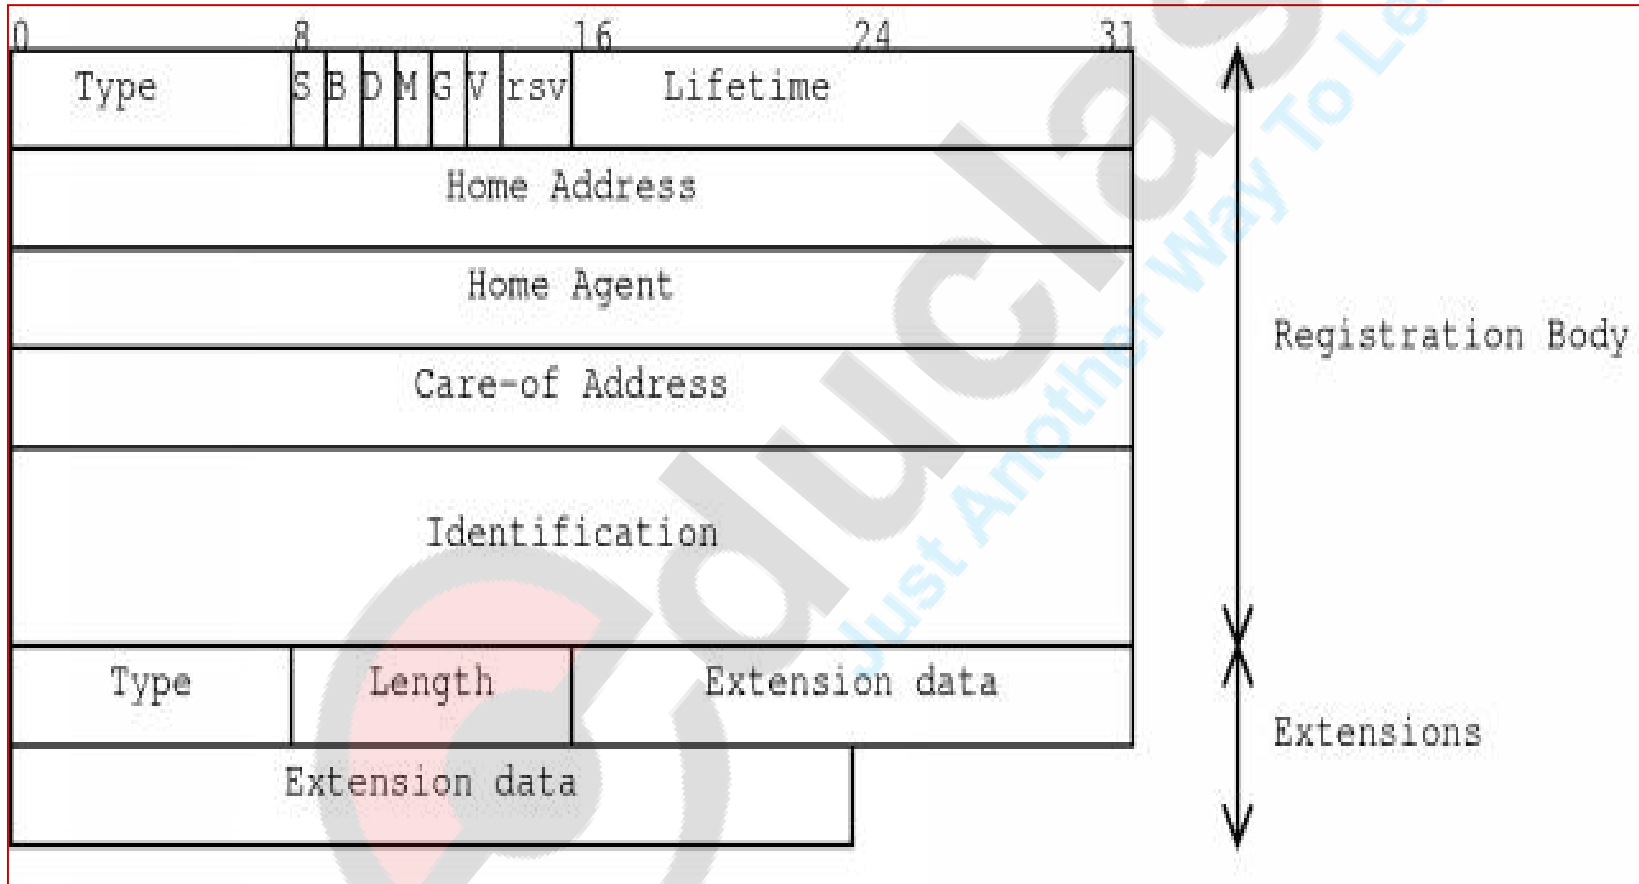 0 8 16 24 31
Type S B D M G V rsv Lifetime
Home Address
Home Agent
Care-of Address
Registration Body
Identification
Type Length Extension data
Extensions
Extension data
educlas
Just Another Way To Le